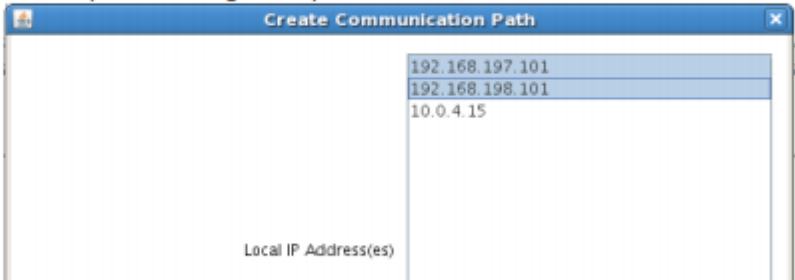 Create Communication Path
192.168.197.101
192.168.198.101
10.0.4.15
Local IP Address(es)